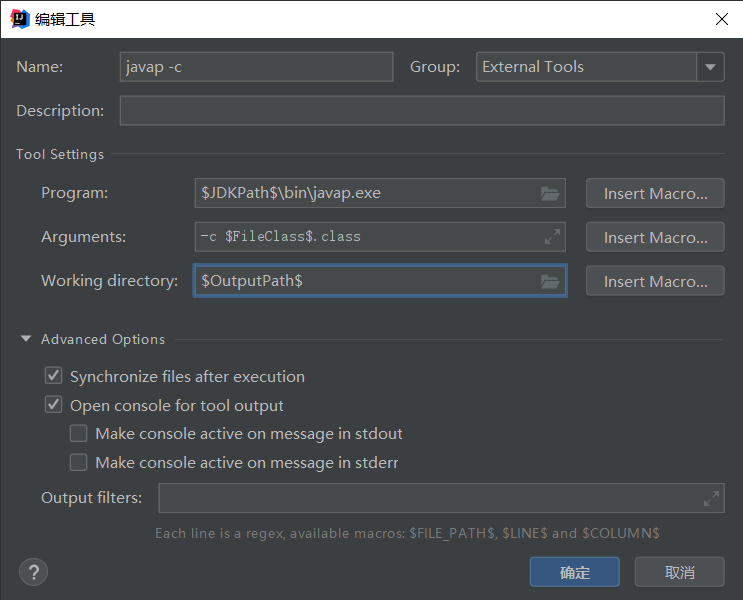 编辑工具
Name: javap -c Group: External Tools
Description:
Tool Settings
Program: $JDKPath$\bin\javap.exe Insert Macro...
Arguments: -c $FileClass$.class Insert Macro...
Working directory: $OutputPath$ Insert Macro...
Advanced Options
Synchronize files after execution
Open console for tool output
Make console active on message in stdout
Make console active on message in stderr
Output filters:
Each line is a regex, available macros: $FILE_PATH$, $LINE$ and $COLUMN$
? 确定 取消